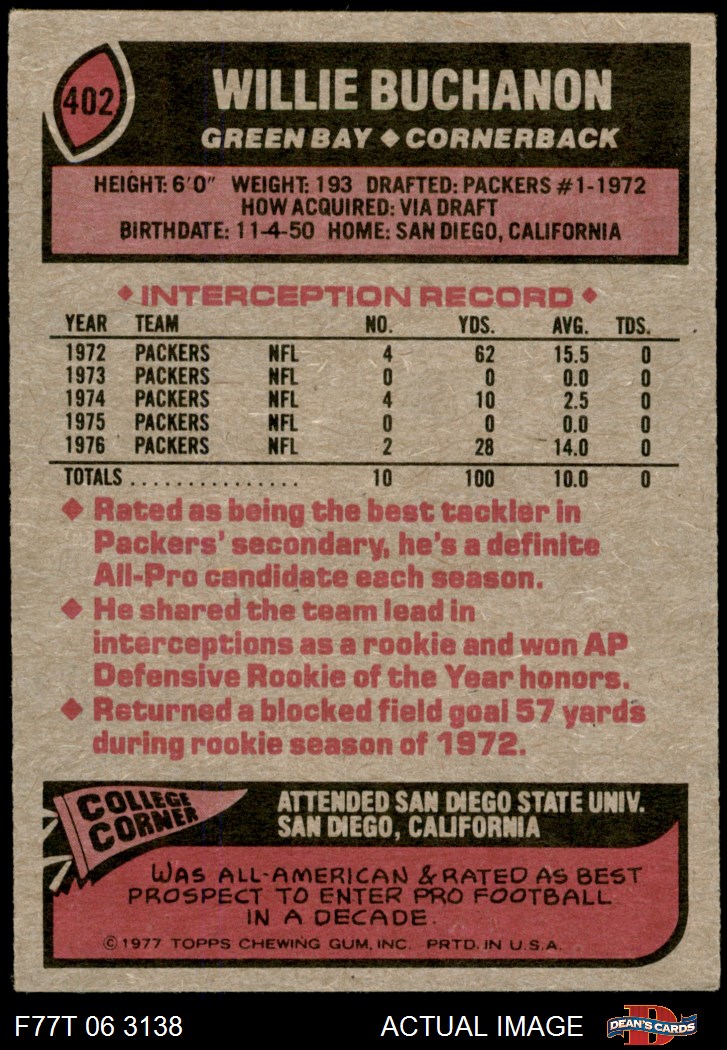 402
WILLIE BUCHANON
GREEN BAY ◆ CORNERBACK
HEIGHT: 6'0" WEIGHT: 193 DRAFTED: PACKERS #1-1972
HOW ACQUIRED: VIA DRAFT
BIRTHDATE: 11-4-50 HOME: SAN DIEGO, CALIFORNIA
◆ INTERCEPTION RECORD ◆
YEAR TEAM NO. YDS. AVG. TDS.
1972 PACKERS NFL 4 62 15.5 0
1973 PACKERS NFL 0 0 0.0 0
1974 PACKERS NFL 4 10 2.5 0
1975 PACKERS NFL 0 0 0.0 0
1976 PACKERS NFL 2 28 14.0 0
TOTALS ............... 10 100 10.0 0
◆ Rated as being the best tackler in
Packers' secondary, he's a definite
All-Pro candidate each season.
◆ He shared the team lead in
interceptions as a rookie and won AP
Defensive Rookie of the Year honors.
◆ Returned a blocked field goal 57 yards
during rookie season of 1972.
COLLEGE
CORNER
ATTENDED SAN DIEGO STATE UNIV.
SAN DIEGO, CALIFORNIA
WAS ALL-AMERICAN & RATED AS BEST
PROSPECT TO ENTER PRO FOOTBALL
IN A DECADE.
©1977 TOPPS CHEWING GUM, INC. PRTD. IN U.S.A.
F77T 06 3138 ACTUAL IMAGE
D
DEAN'S CARDS